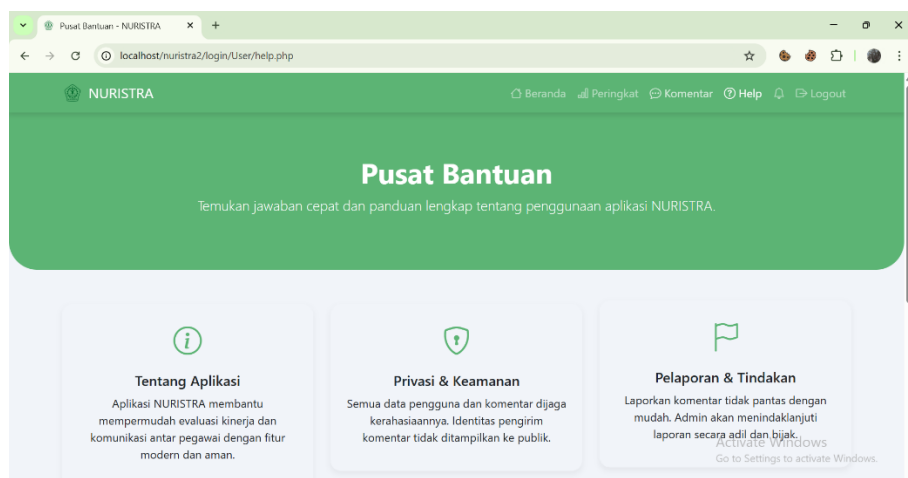 Pusat Bantuan - NURISTRA
localhost/nuristra2/login/User/help.php
NURISTRA
Beranda Peringkat Komentar Help Logout
Pusat Bantuan
Temukan jawaban cepat dan panduan lengkap tentang penggunaan aplikasi NURISTRA.
Tentang Aplikasi
Aplikasi NURISTRA membantu
mempermudah evaluasi kinerja dan
komunikasi antar pegawai dengan fitur
modern dan aman.
Privasi & Keamanan
Semua data pengguna dan komentar dijaga
kerahasiaannya. Identitas pengirim
komentar tidak ditampilkan ke publik.
Pelaporan & Tindakan
Laporkan komentar tidak pantas dengan
mudah. Admin akan menindaklanjuti
laporan secara adil dan bijak.
Activate Windows
Go to Settings to activate Windows.